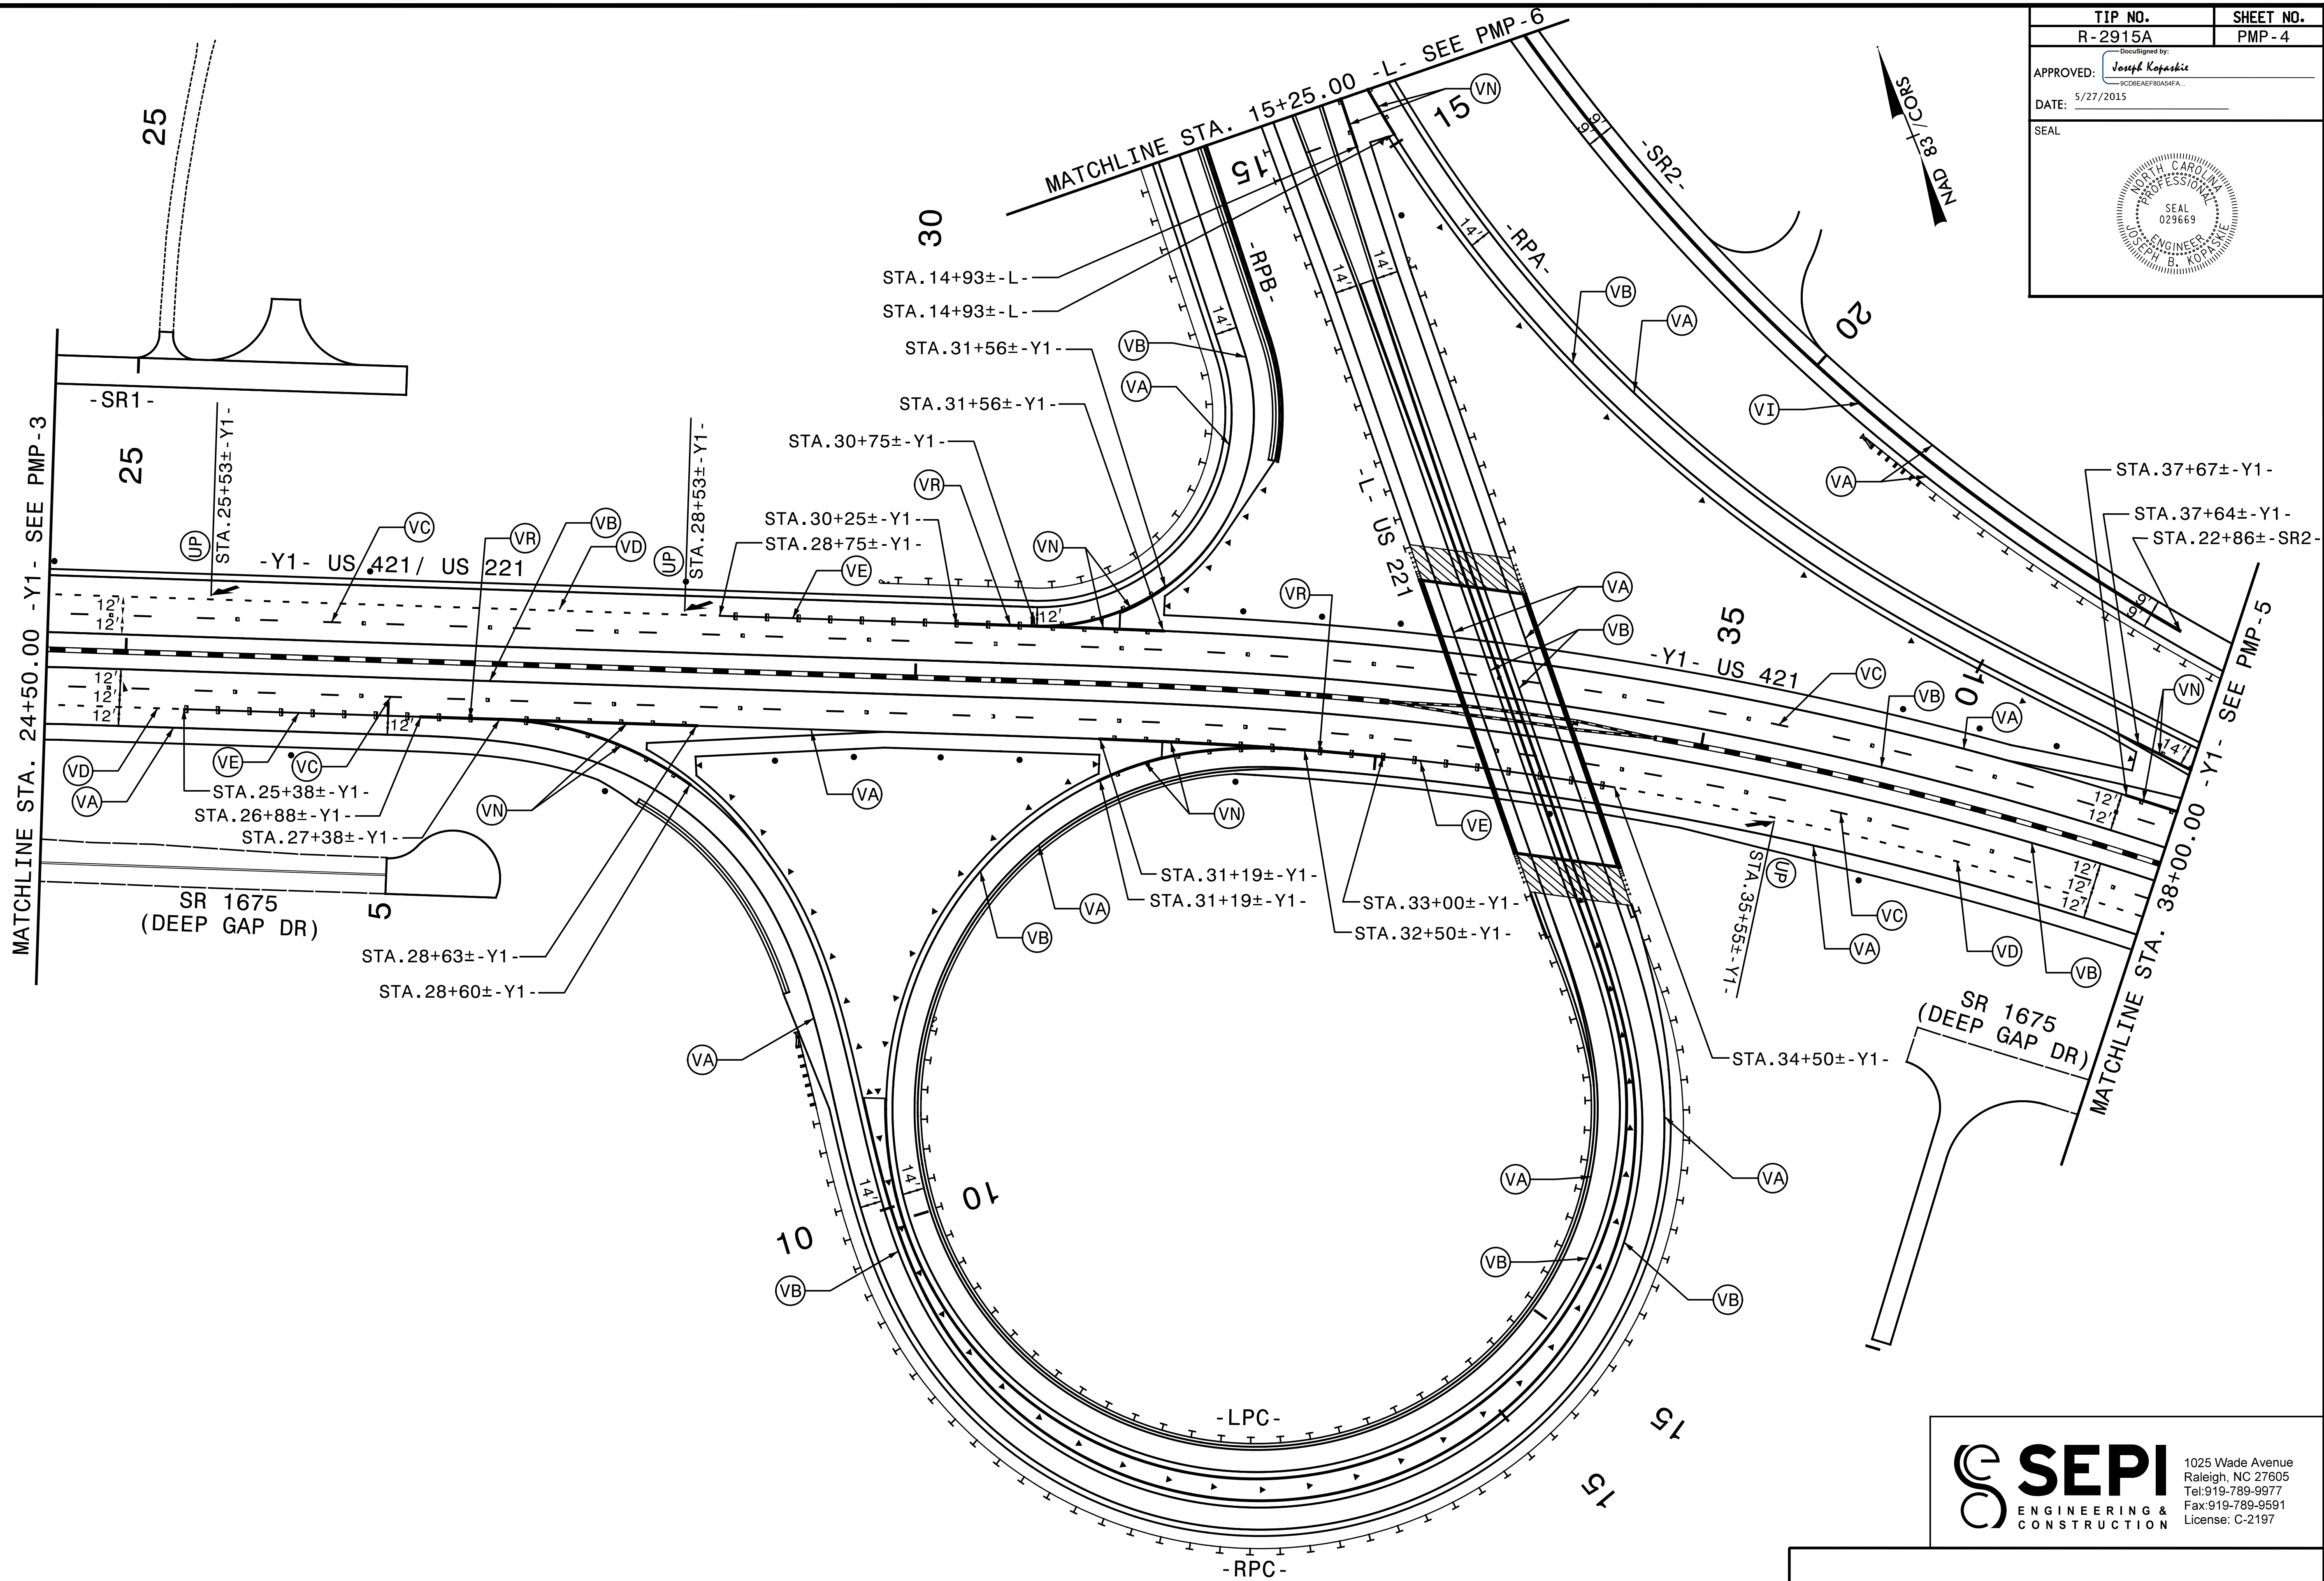 TIP NO.
SHEET NO.
R-2915A
PMP-4
DocuSigned by:
APPROVED:
Joseph Kopaskie
9CD6EAEF80A54FA...
DATE:
5/27/2015
SEAL
NORTH CAROLINA
PROFESSIONAL
SEAL
029669
ENGINEER
JOSEPH B. KOPASKIE
NAD 83 / CORS
MATCHLINE STA. 15+25.00 -L- SEE PMP-6
VN
15
15
25
30
-SR2-
9'
9'
-RPB-
-RPA-
14'
14'
14'
14'
STA.14+93±-L-
STA.14+93±-L-
STA.31+56±-Y1-
STA.31+56±-Y1-
STA.30+75±-Y1-
STA.30+25±-Y1-
STA.28+75±-Y1-
VB
VA
VR
VN
VE
VB
VA
20
VI
VA
STA.37+67±-Y1-
STA.37+64±-Y1-
STA.22+86±-SR2-
9'
9'
-SR1-
25
MATCHLINE STA. 24+50.00 -Y1- SEE PMP-3
STA.25+53±-Y1-
UP
STA.28+53±-Y1-
UP
VC
VR
VB
VD
-Y1- US 421/ US 221
12'
12'
12'
12'
12'
12'
12'
-L- US 221
VR
VA
VB
35
-Y1- US 421
VC
VB
VA
10
VN
14'
MATCHLINE STA. 38+00.00 -Y1- SEE PMP-5
12'
12'
12'
12'
12'
VD
VA
VE
VC
STA.25+38±-Y1-
STA.26+88±-Y1-
STA.27+38±-Y1-
VN
VA
VN
VE
SR 1675
(DEEP GAP DR)
5
STA.28+63±-Y1-
STA.28+60±-Y1-
STA.31+19±-Y1-
STA.31+19±-Y1-
STA.33+00±-Y1-
STA.32+50±-Y1-
VA
VB
STA.35+55±-Y1-
UP
VC
VA
VD
VB
STA.34+50±-Y1-
SR 1675
(DEEP GAP DR)
VA
14'
14'
10
10
VB
VA
VA
VB
VB
15
15
-LPC-
-RPC-
SEPI
ENGINEERING &
CONSTRUCTION
1025 Wade Avenue
Raleigh, NC 27605
Tel:919-789-9977
Fax:919-789-9591
License: C-2197